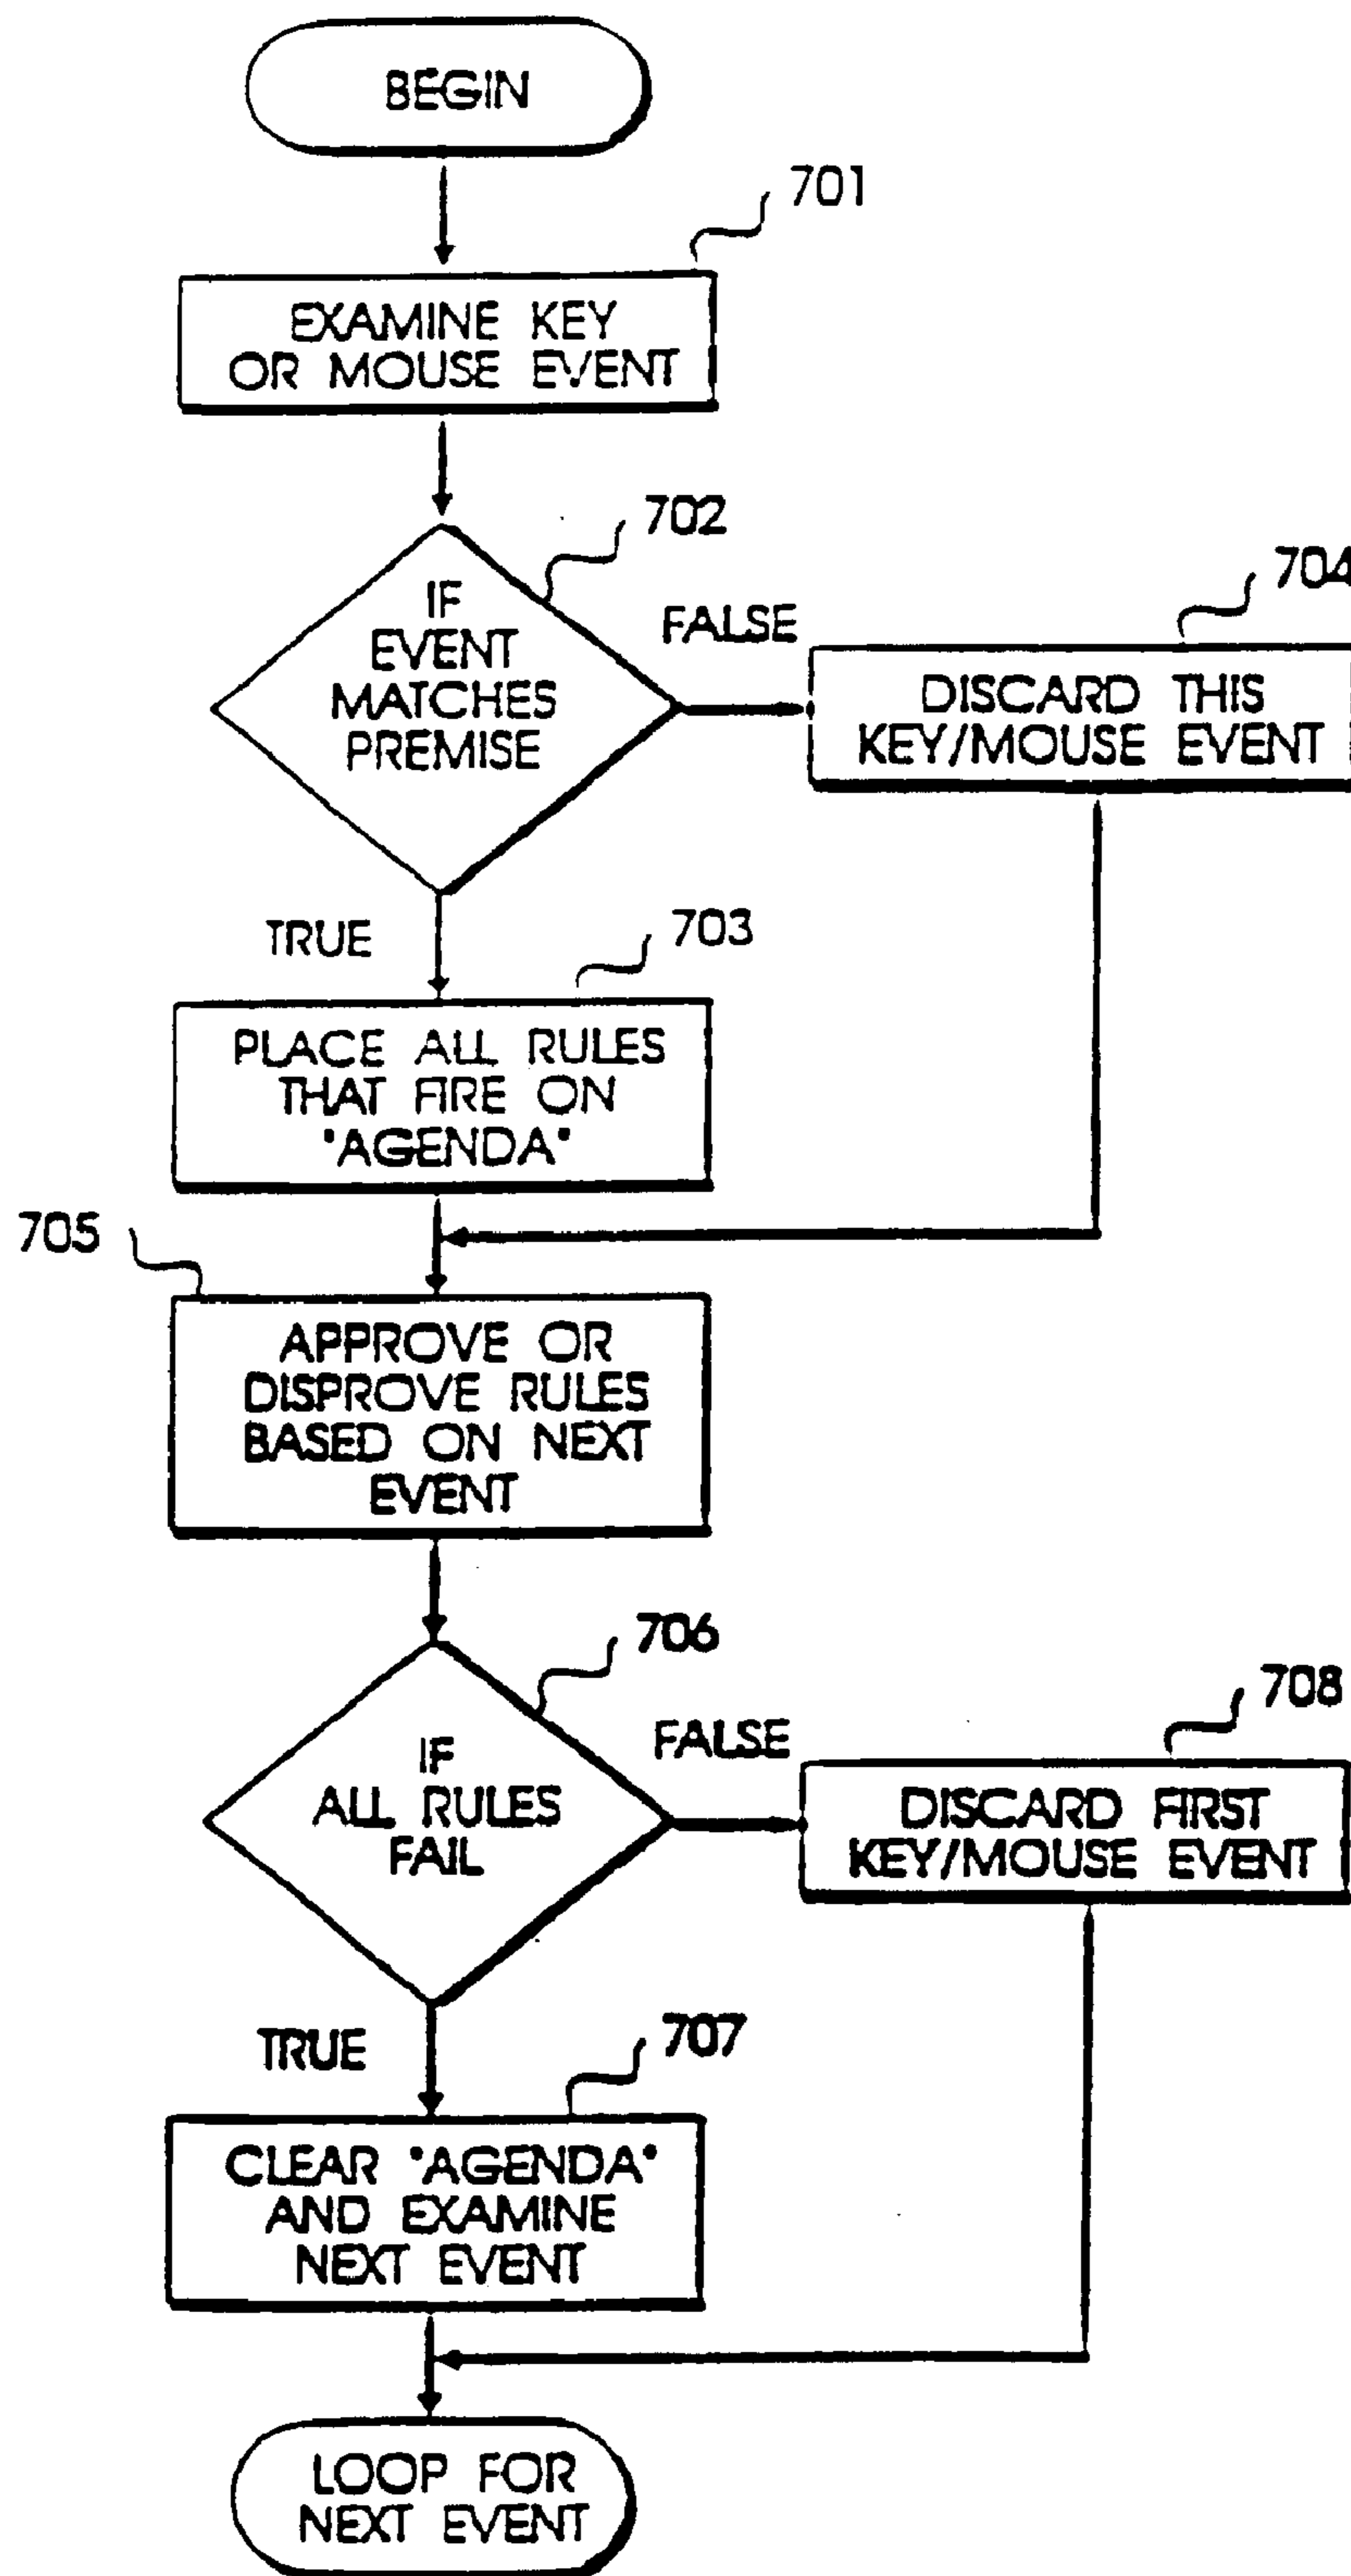 BEGIN
701
EXAMINE KEY
OR MOUSE EVENT
702
IF
EVENT
MATCHES
PREMISE
FALSE
704
DISCARD THIS
KEY/MOUSE EVENT
TRUE
703
PLACE ALL RULES
THAT FIRE ON
"AGENDA"
705
APPROVE OR
DISPROVE RULES
BASED ON NEXT
EVENT
706
IF
ALL RULES
FAIL
FALSE
708
DISCARD FIRST
KEY/MOUSE EVENT
TRUE
707
CLEAR "AGENDA"
AND EXAMINE
NEXT EVENT
LOOP FOR
NEXT EVENT